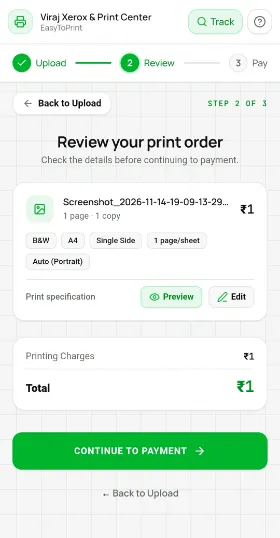 Viraj Xerox & Print Center
EasyToPrint
Track
?
Upload
2 Review
3 Pay
← Back to Upload
STEP 2 OF 3
Review your print order
Check the details before continuing to payment.
Screenshot_2026-11-14-19-09-13-29...
₹1
1 page · 1 copy
B&W
A4
Single Side
1 page/sheet
Auto (Portrait)
Print specification
Preview
Edit
Printing Charges
₹1
Total
₹1
CONTINUE TO PAYMENT →
← Back to Upload